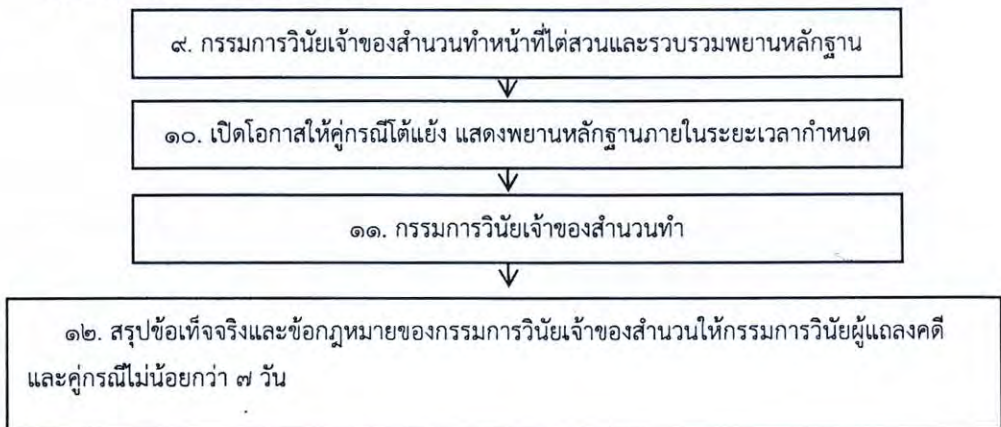 ๙. กรรมการวินัยเจ้าของสำนวนทำหน้าที่ไต่สวนและรวบรวมพยานหลักฐาน
๑๐. เปิดโอกาสให้คู่กรณีโต้แย้ง แสดงพยานหลักฐานภายในระยะเวลากำหนด
๑๑. กรรมการวินัยเจ้าของสำนวนทำ
๑๒. สรุปข้อเท็จจริงและข้อกฎหมายของกรรมการวินัยเจ้าของสำนวนให้กรรมการวินัยผู้แถลงคดี
และคู่กรณีไม่น้อยกว่า ๗ วัน